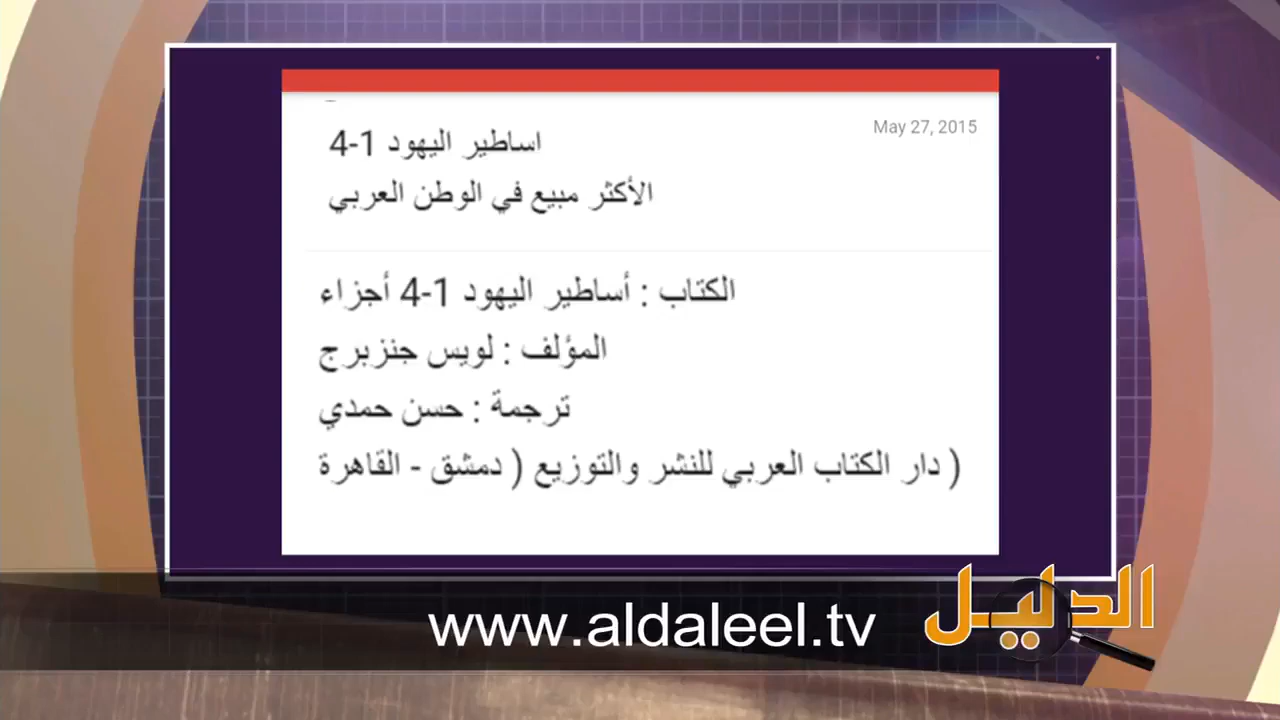 May 27, 2015
اساطير اليهود 1-4
الأكثر مبيع في الوطن العربي
الكتاب : أساطير اليهود 1-4 أجزاء
المؤلف : لويس جنزبرج
ترجمة : حسن حمدي
( دار الكتاب العربي للنشر والتوزيع ( دمشق - القاهرة
www.aldaleel.tv
الدليل